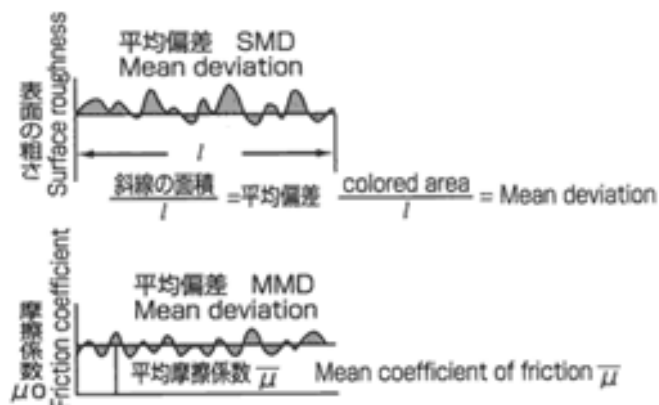 平均偏差 SMD
Mean deviation
表面の粗さ
Surface roughness
l
斜線の面積
l
=平均偏差
colored area
l
= Mean deviation
平均偏差 MMD
Mean deviation
摩擦係数 μo
Friction coefficient
平均摩擦係数 μ̅
Mean coefficient of friction μ̅